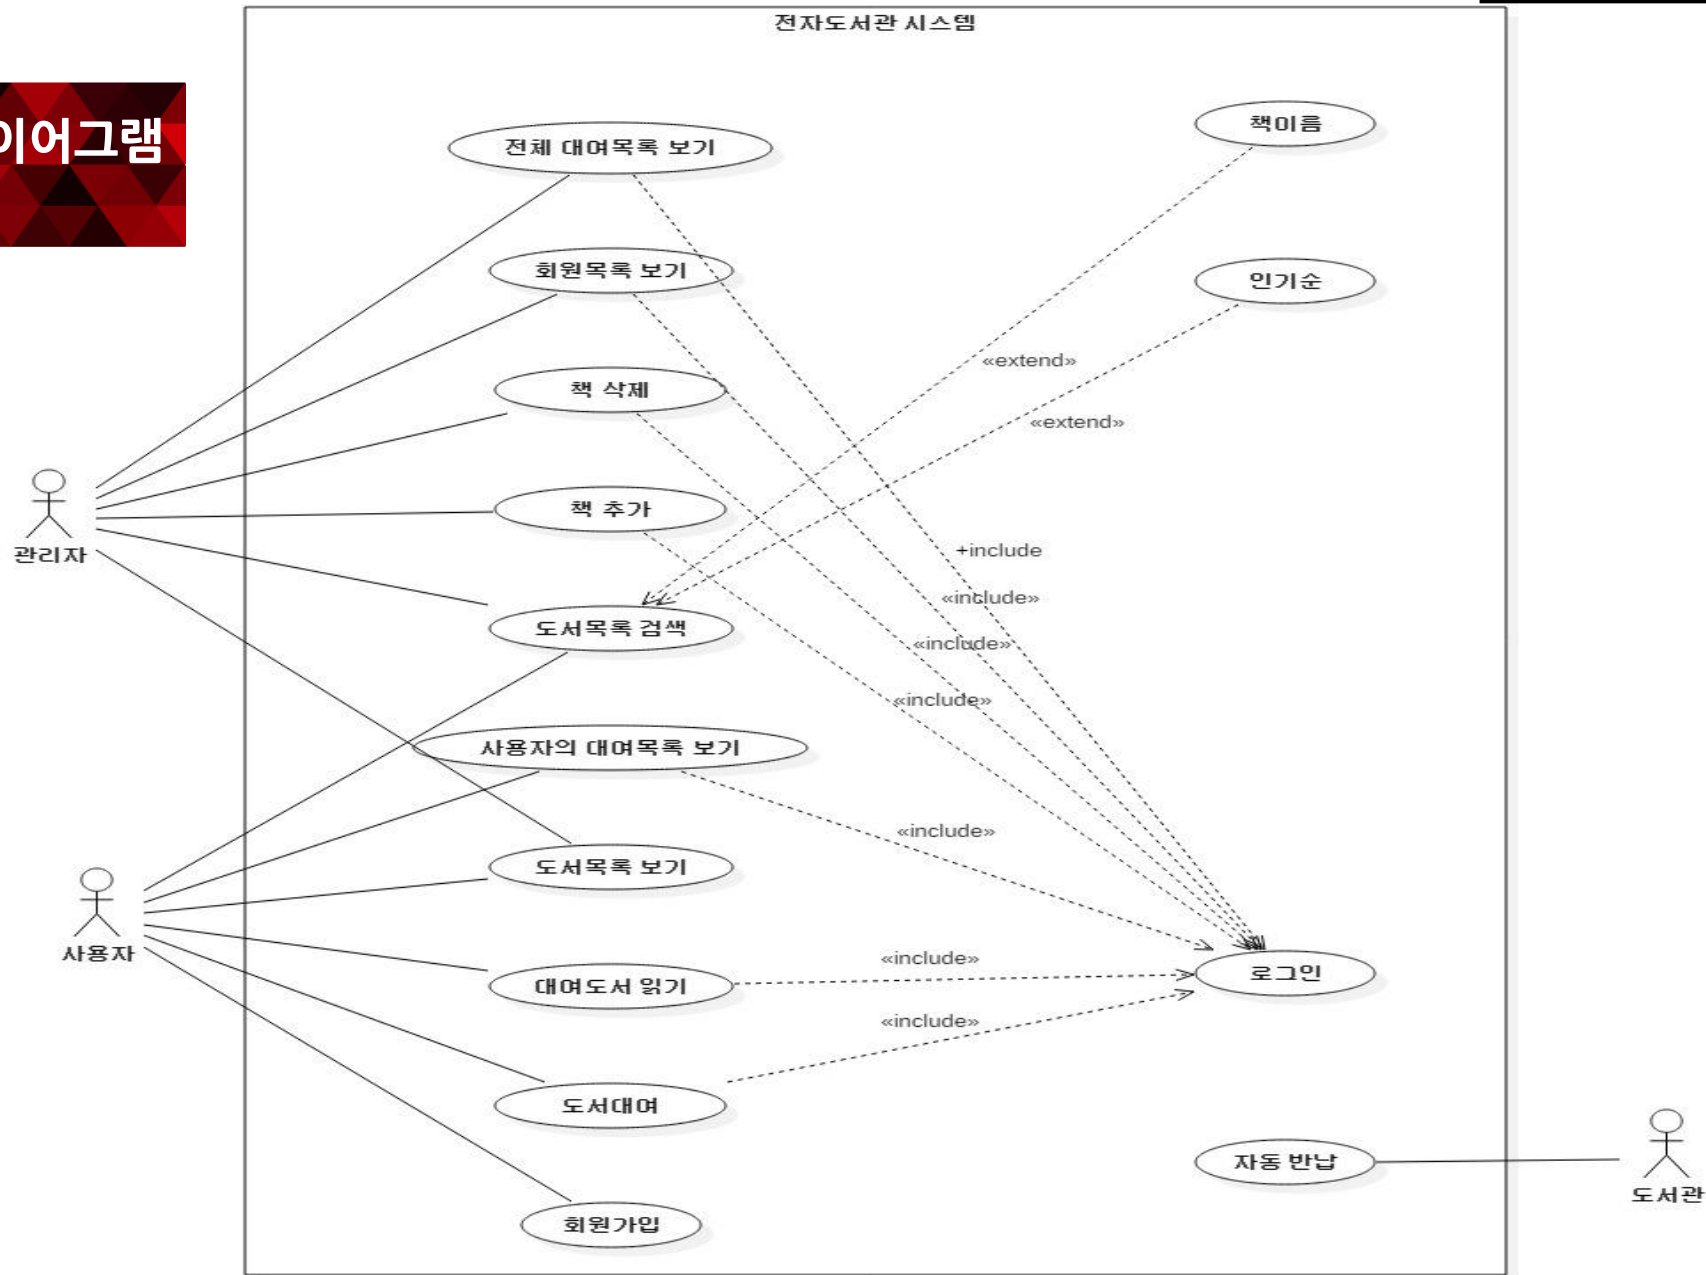 전자도서관 시스템
이어그램
책이름
전체 대여목록 보기
회원목록 보기
인기순
«extend»
책 삭제
«extend»
책 추가
관리자
+include
«include»
도서목록 검색
«include»
«include»
사용자의 대여목록 보기
«include»
도서목록 보기
사용자
«include»
로그인
대여도서 읽기
«include»
도서대여
자동 반납
도서관
회원가입